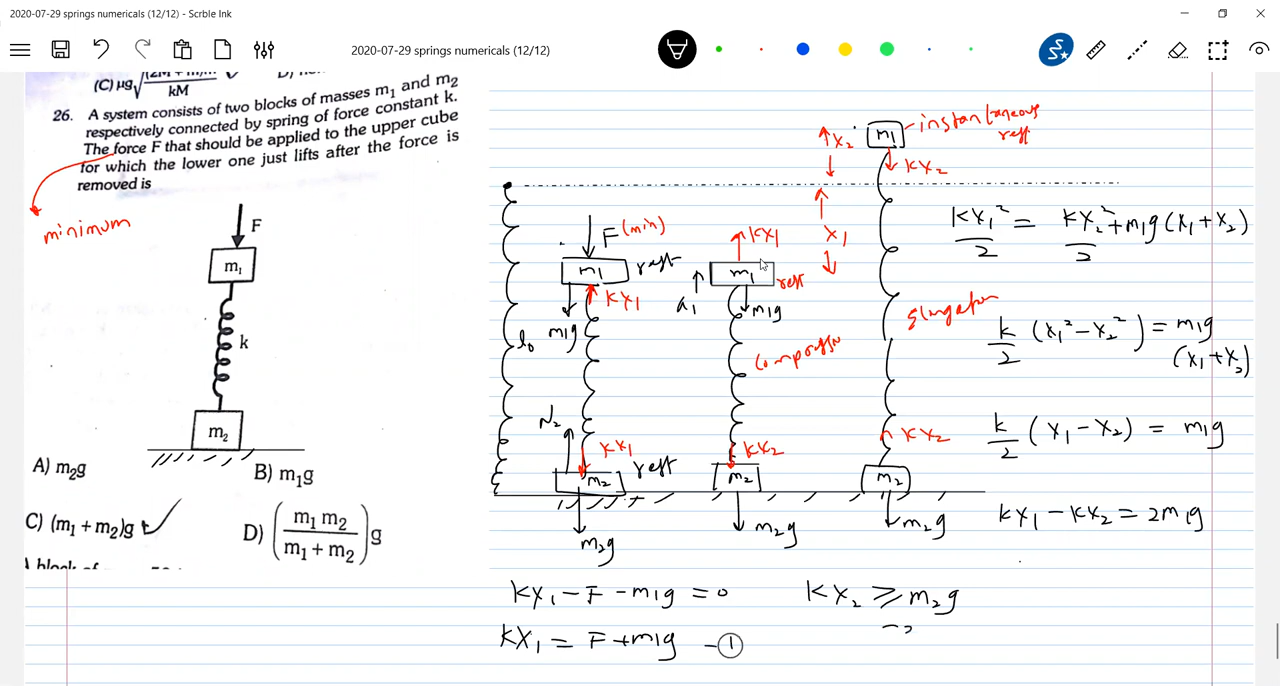 2020-07-29 springs numericals (12/12) - Scrble Ink
2020-07-29 springs numericals (12/12)
kM
26. A system consists of two blocks of masses m1 and m2
respectively connected by spring of force constant k.
The force F that should be applied to the upper cube
for which the lower one just lifts after the force is
removed is
minimum
F
m1
k
m2
A) m2g
B) m1g
C) (m1 + m2)g
D) (m1 m2 / m1 + m2) g
l0
F (min)
m1
rest
m1g
KX1
N2
KX1
m2
rest
m2g
KX1
m1
rest
a1
m1g
compression
KX2
m2
m2g
X2
X1
m1
instantaneous
rest
KX2
elongation
KX2
m2
m2g
KX1²/2 = KX2²/2 + m1g (X1 + X2)
k/2 (X1² - X2²) = m1g
(X1 + X2)
k/2 (X1 - X2) = m1g
KX1 - KX2 = 2m1g
KX1 - F - m1g = 0
KX2 ≥ m2g
KX1 = F + m1g - 1